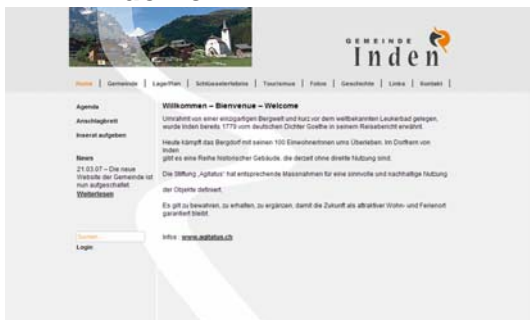 GEMEINDE
Inden
Home | Gemeinde | Lage/Plan | Schlüsselerlebnis | Tourismus | Fotos | Geschichte | Links | Kontakt |
Agenda
Anschlagbrett
Inserat aufgeben
News
21.03.07 – Die neue
Website der Gemeinde ist
nun aufgeschaltet.
Weiterlesen
Suchen...
Login
Willkommen – Bienvenue – Welcome
Umrahmt von einer einzigartigen Bergwelt und kurz vor dem weltbekannten Leukerbad gelegen,
wurde Inden bereits 1779 vom deutschen Dichter Goethe in seinem Reisebericht erwähnt.
Heute kämpft das Bergdorf mit seinen 100 EinwohnerInnen ums Überleben. Im Dorfkern von
Inden
gibt es eine Reihe historischer Gebäude, die derzeit ohne direkte Nutzung sind.
Die Stiftung „Agitatus“ hat entsprechende Massnahmen für eine sinnvolle und nachhaltige Nutzung
der Objekte definiert.
Es gilt zu bewahren, zu erhalten, zu ergänzen, damit die Zukunft als attraktiver Wohn- und Ferienort
garantiert bleibt.
Infos : www.agitatus.ch